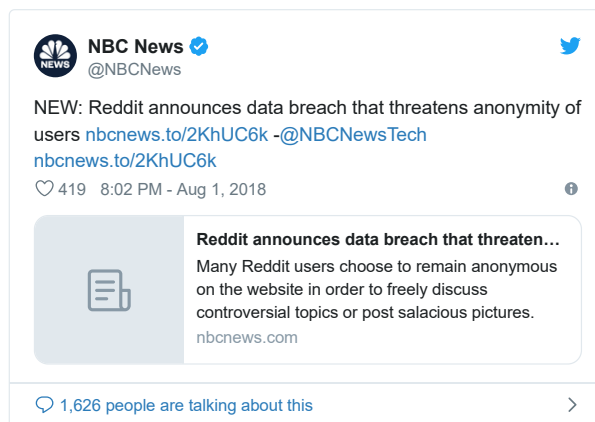 NBC News
NEWS
@NBCNews
NEW: Reddit announces data breach that threatens anonymity of
users nbcnews.to/2KhUC6k -@NBCNewsTech
nbcnews.to/2KhUC6k
419 8:02 PM - Aug 1, 2018
Reddit announces data breach that threaten…
Many Reddit users choose to remain anonymous
on the website in order to freely discuss
controversial topics or post salacious pictures.
nbcnews.com
1,626 people are talking about this